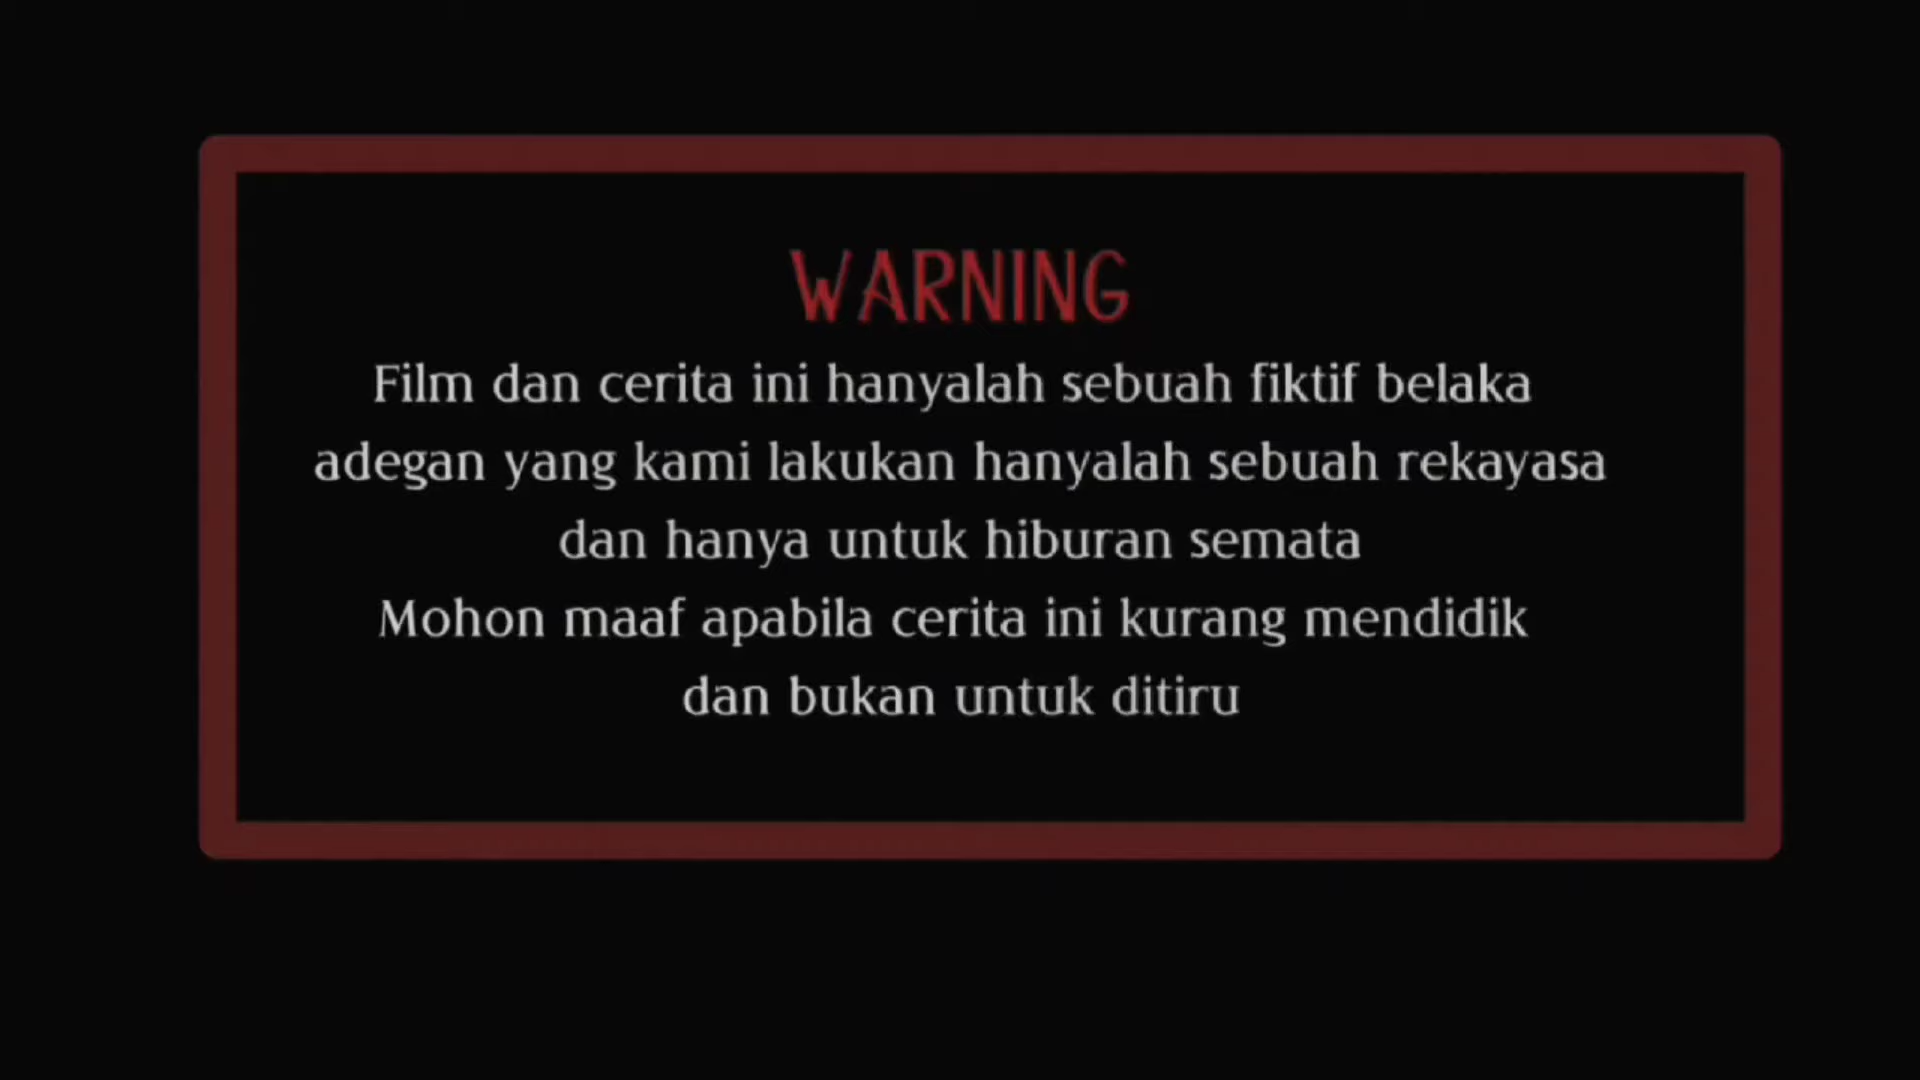 WARNING
Film dan cerita ini hanyalah sebuah fiktif belaka
adegan yang kami lakukan hanyalah sebuah rekayasa
dan hanya untuk hiburan semata
Mohon maaf apabila cerita ini kurang mendidik
dan bukan untuk ditiru